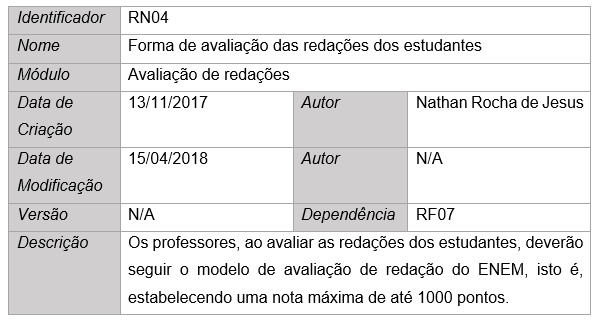 Identificador RN04
Nome Forma de avaliação das redações dos estudantes
Módulo Avaliação de redações
Data de Criação 13/11/2017 Autor Nathan Rocha de Jesus
Data de Modificação 15/04/2018 Autor N/A
Versão N/A Dependência RF07
Descrição Os professores, ao avaliar as redações dos estudantes, deverão
seguir o modelo de avaliação de redação do ENEM, isto é,
estabelecendo uma nota máxima de até 1000 pontos.